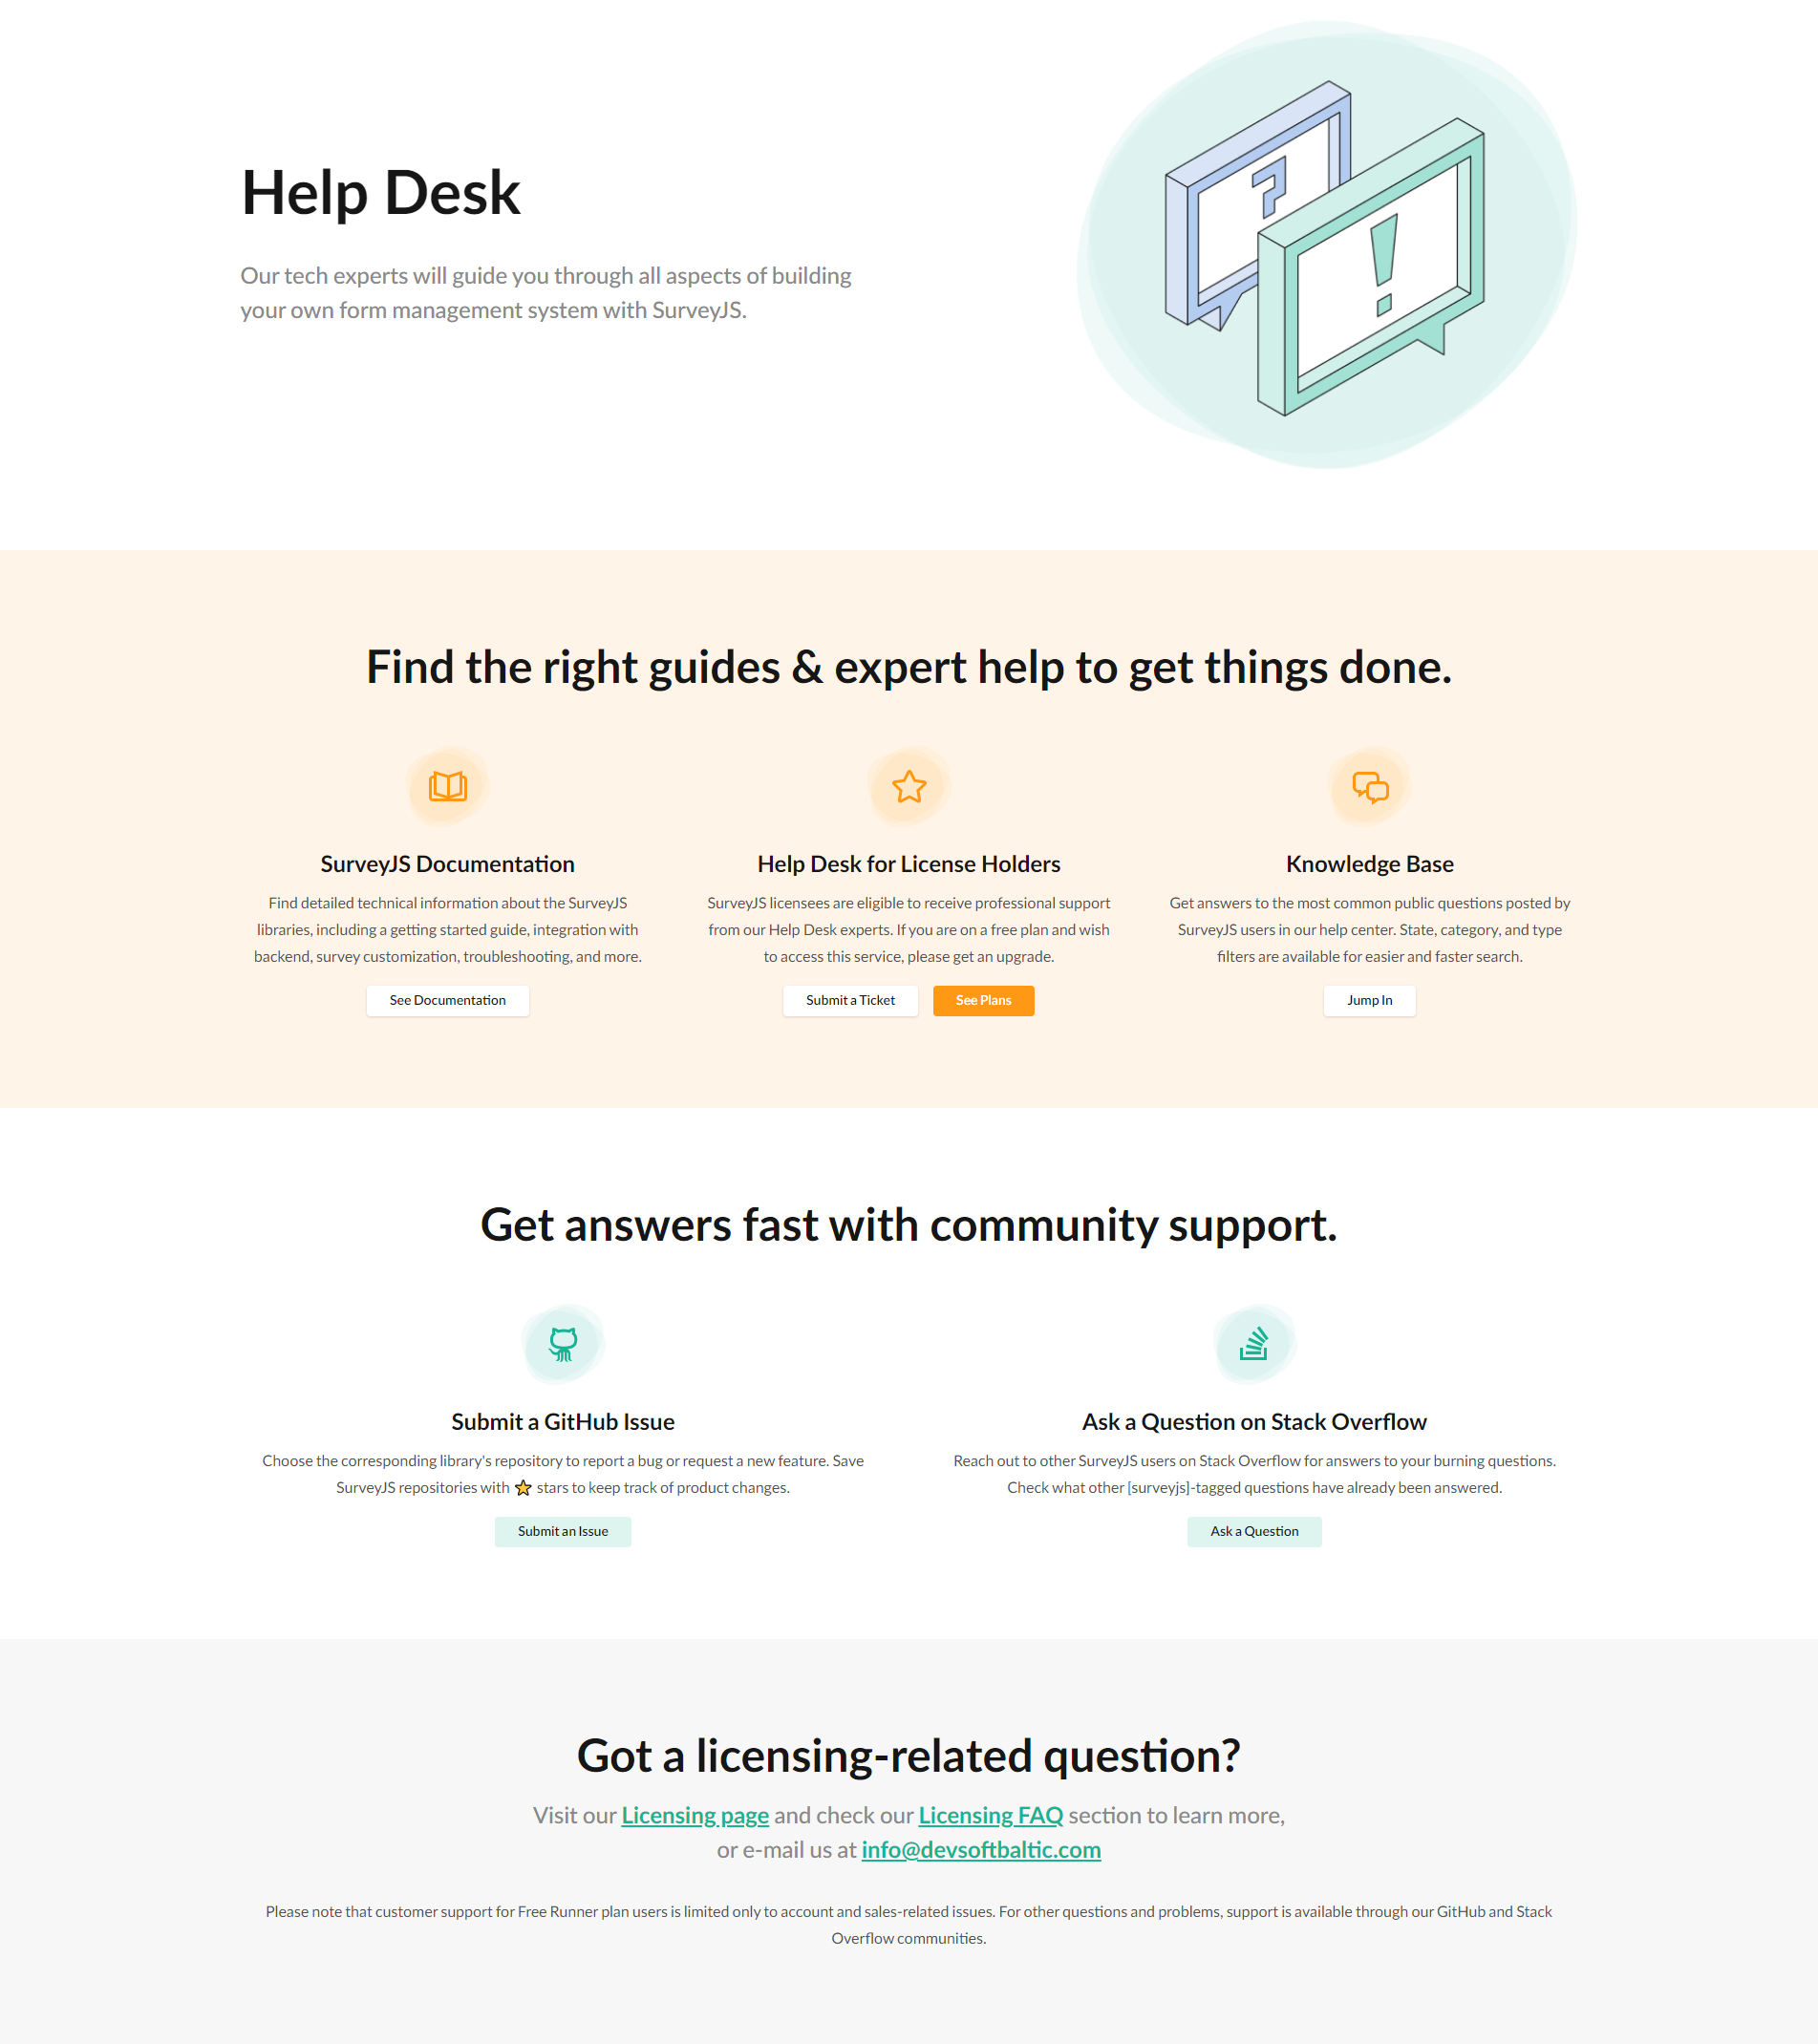 Help Desk
Our tech experts will guide you through all aspects of building
your own form management system with SurveyJS.
?
!
Find the right guides & expert help to get things done.
SurveyJS Documentation
Find detailed technical information about the SurveyJS
libraries, including a getting started guide, integration with
backend, survey customization, troubleshooting, and more.
See Documentation
Help Desk for License Holders
SurveyJS licensees are eligible to receive professional support
from our Help Desk experts. If you are on a free plan and wish
to access this service, please get an upgrade.
Submit a Ticket
See Plans
Knowledge Base
Get answers to the most common public questions posted by
SurveyJS users in our help center. State, category, and type
filters are available for easier and faster search.
Jump In
Get answers fast with community support.
Submit a GitHub Issue
Choose the corresponding library's repository to report a bug or request a new feature. Save
SurveyJS repositories with ⭐ stars to keep track of product changes.
Submit an Issue
Ask a Question on Stack Overflow
Reach out to other SurveyJS users on Stack Overflow for answers to your burning questions.
Check what other [surveyjs]-tagged questions have already been answered.
Ask a Question
Got a licensing-related question?
Visit our Licensing page and check our Licensing FAQ section to learn more,
or e-mail us at info@devsoftbaltic.com
Please note that customer support for Free Runner plan users is limited only to account and sales-related issues. For other questions and problems, support is available through our GitHub and Stack
Overflow communities.